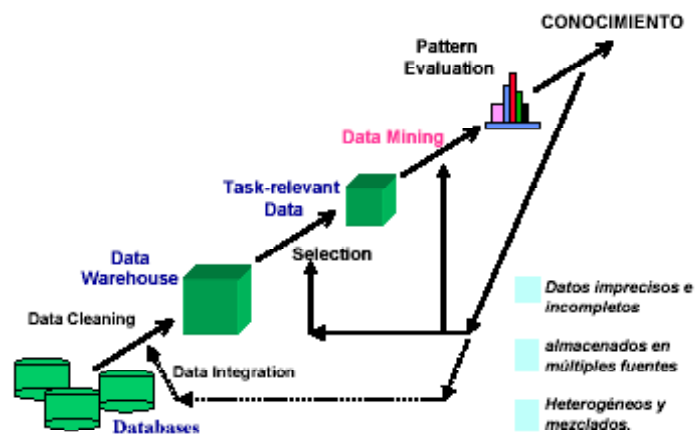 CONOCIMIENTO
Pattern
Evaluation
Data Mining
Task-relevant
Data
Selection
Data
Warehouse
Data Cleaning
Data Integration
Databases
Datos imprecisos e
incompletos
almacenados en
múltiples fuentes
Heterogéneos y
mezclados.